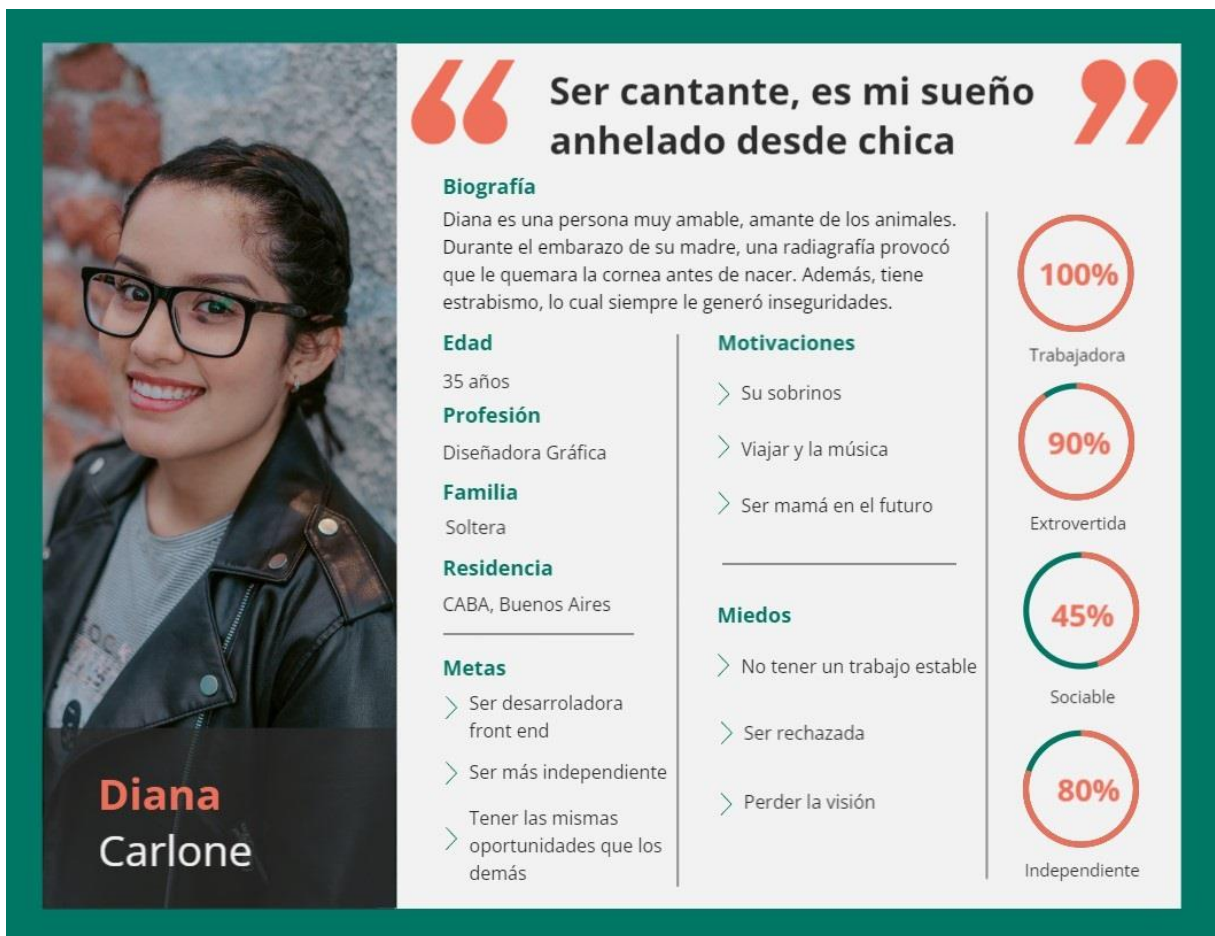 “ Ser cantante, es mi sueño ”
anhelado desde chica
Biografía
Diana es una persona muy amable, amante de los animales.
Durante el embarazo de su madre, una radiagrafía provocó
que le quemara la cornea antes de nacer. Además, tiene
estrabismo, lo cual siempre le generó inseguridades.
Edad
35 años
Profesión
Diseñadora Gráfica
Familia
Soltera
Residencia
CABA, Buenos Aires
Metas
Ser desarroladora
front end
Ser más independiente
Tener las mismas
oportunidades que los
demás
Motivaciones
Su sobrinos
Viajar y la música
Ser mamá en el futuro
Miedos
No tener un trabajo estable
Ser rechazada
Perder la visión
100%
Trabajadora
90%
Extrovertida
45%
Sociable
80%
Independiente
Diana
Carlone